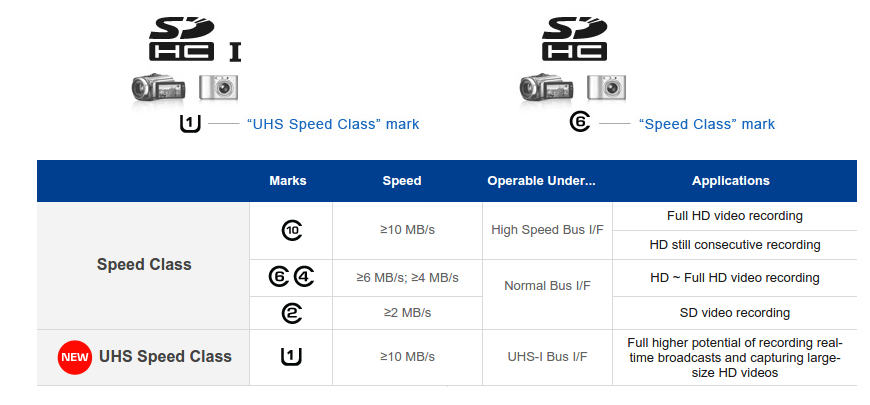 SD
HC I
SD
HC
1 “UHS Speed Class” mark
6 “Speed Class” mark
Marks Speed Operable Under... Applications
Speed Class
10 ≥10 MB/s High Speed Bus I/F
Full HD video recording
HD still consecutive recording
6 4 ≥6 MB/s; ≥4 MB/s Normal Bus I/F HD ~ Full HD video recording
2 ≥2 MB/s SD video recording
NEW UHS Speed Class 1 ≥10 MB/s UHS-I Bus I/F
Full higher potential of recording real-
time broadcasts and capturing large-
size HD videos